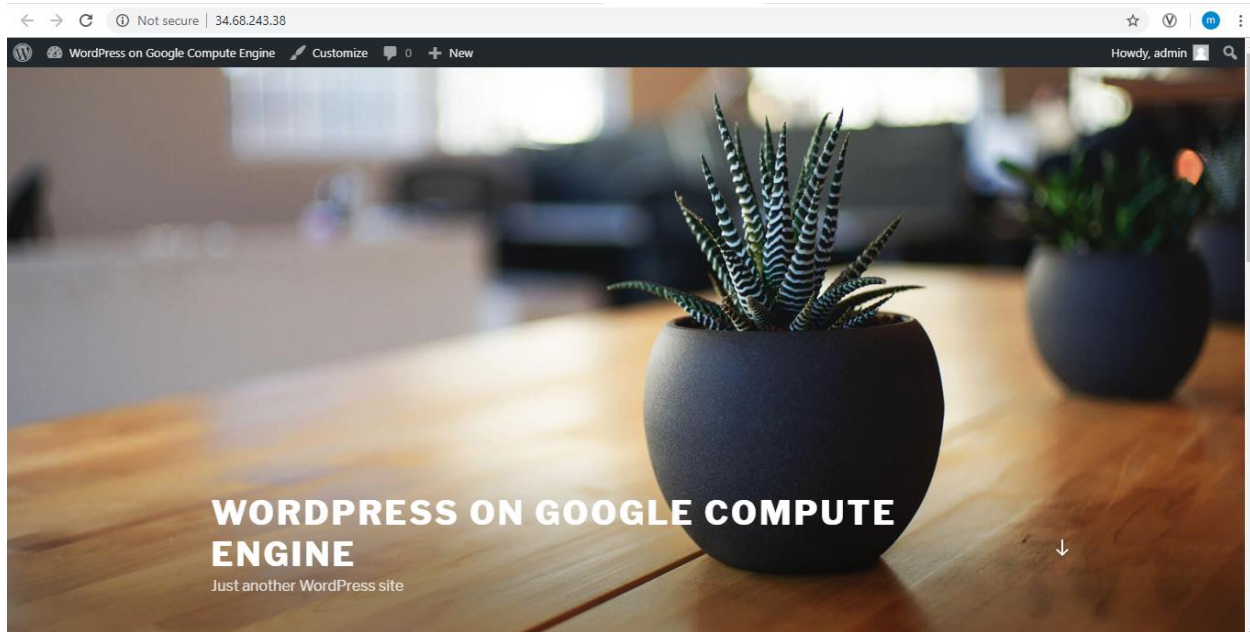 Not secure | 34.68.243.38
m
WordPress on Google Compute Engine Customize 0 New Howdy, admin
WORDPRESS ON GOOGLE COMPUTE
ENGINE
Just another WordPress site